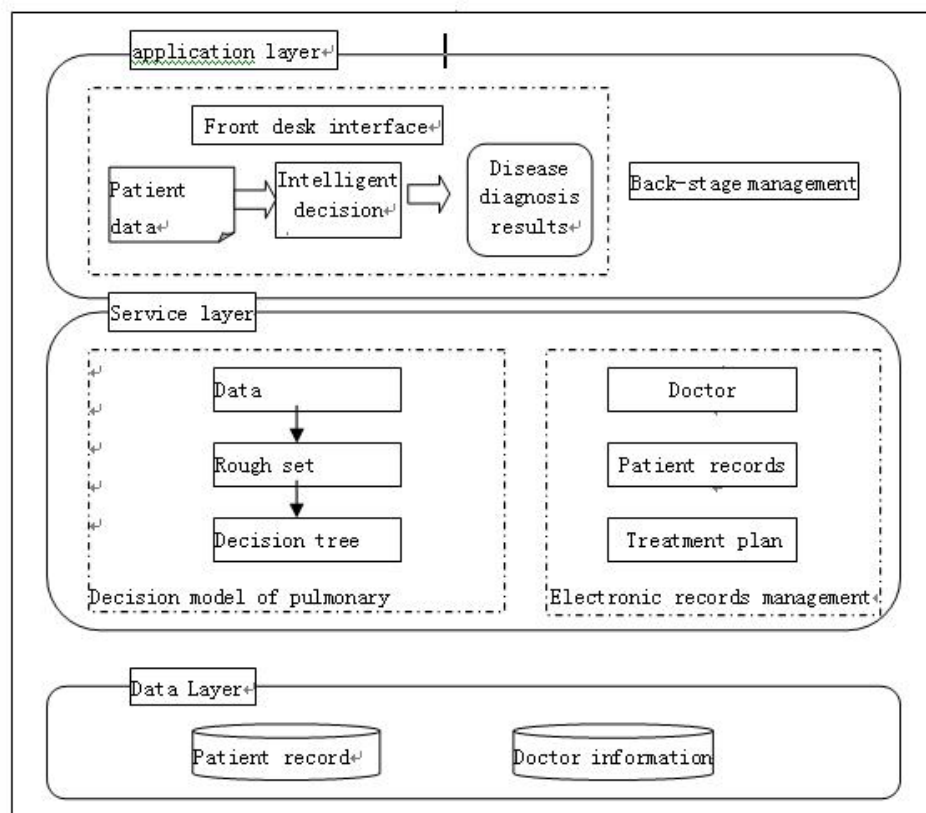 application layer
Front desk interface
Patient
data
Intelligent
decision
Disease
diagnosis
results
Back-stage management
Service layer
Data
Rough set
Decision tree
Decision model of pulmonary
Doctor
Patient records
Treatment plan
Electronic records management
Data Layer
Patient record
Doctor information